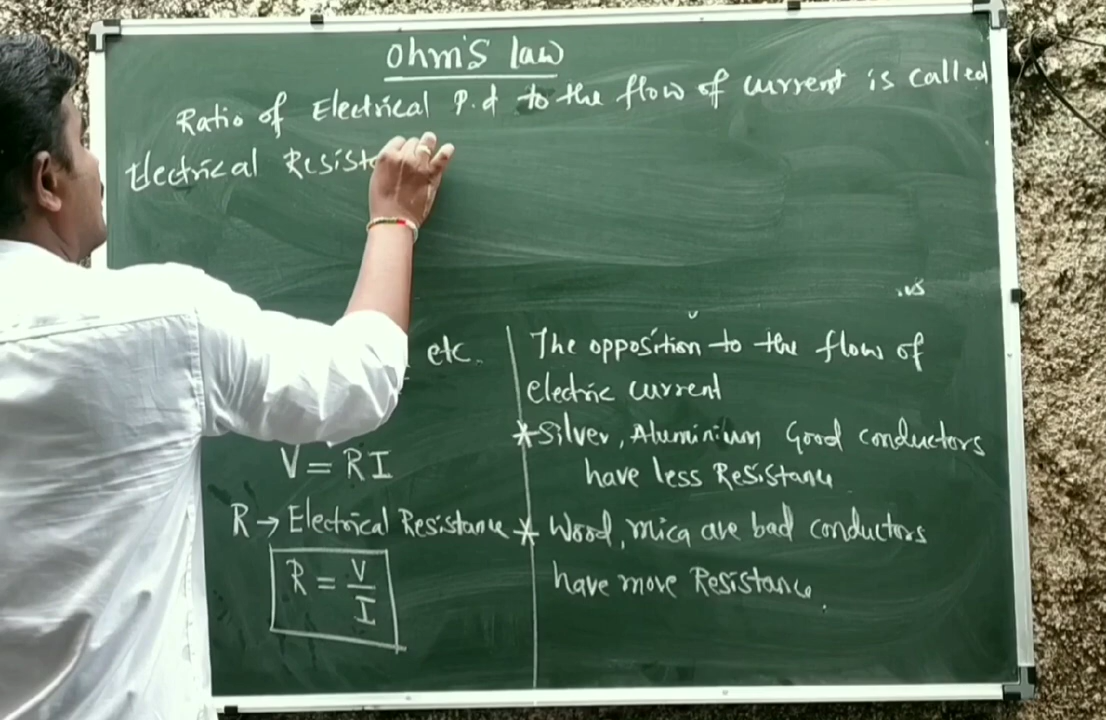 Ohm's law
Ratio of Electrical P.d to the flow of current is called
Electrical Resist
etc.
V = RI
R → Electrical Resistance
R = V/I
The opposition to the flow of
electric current
* Silver, Aluminium Good conductors
have less Resistance
* Wood, mica are bad conductors
have more Resistance.